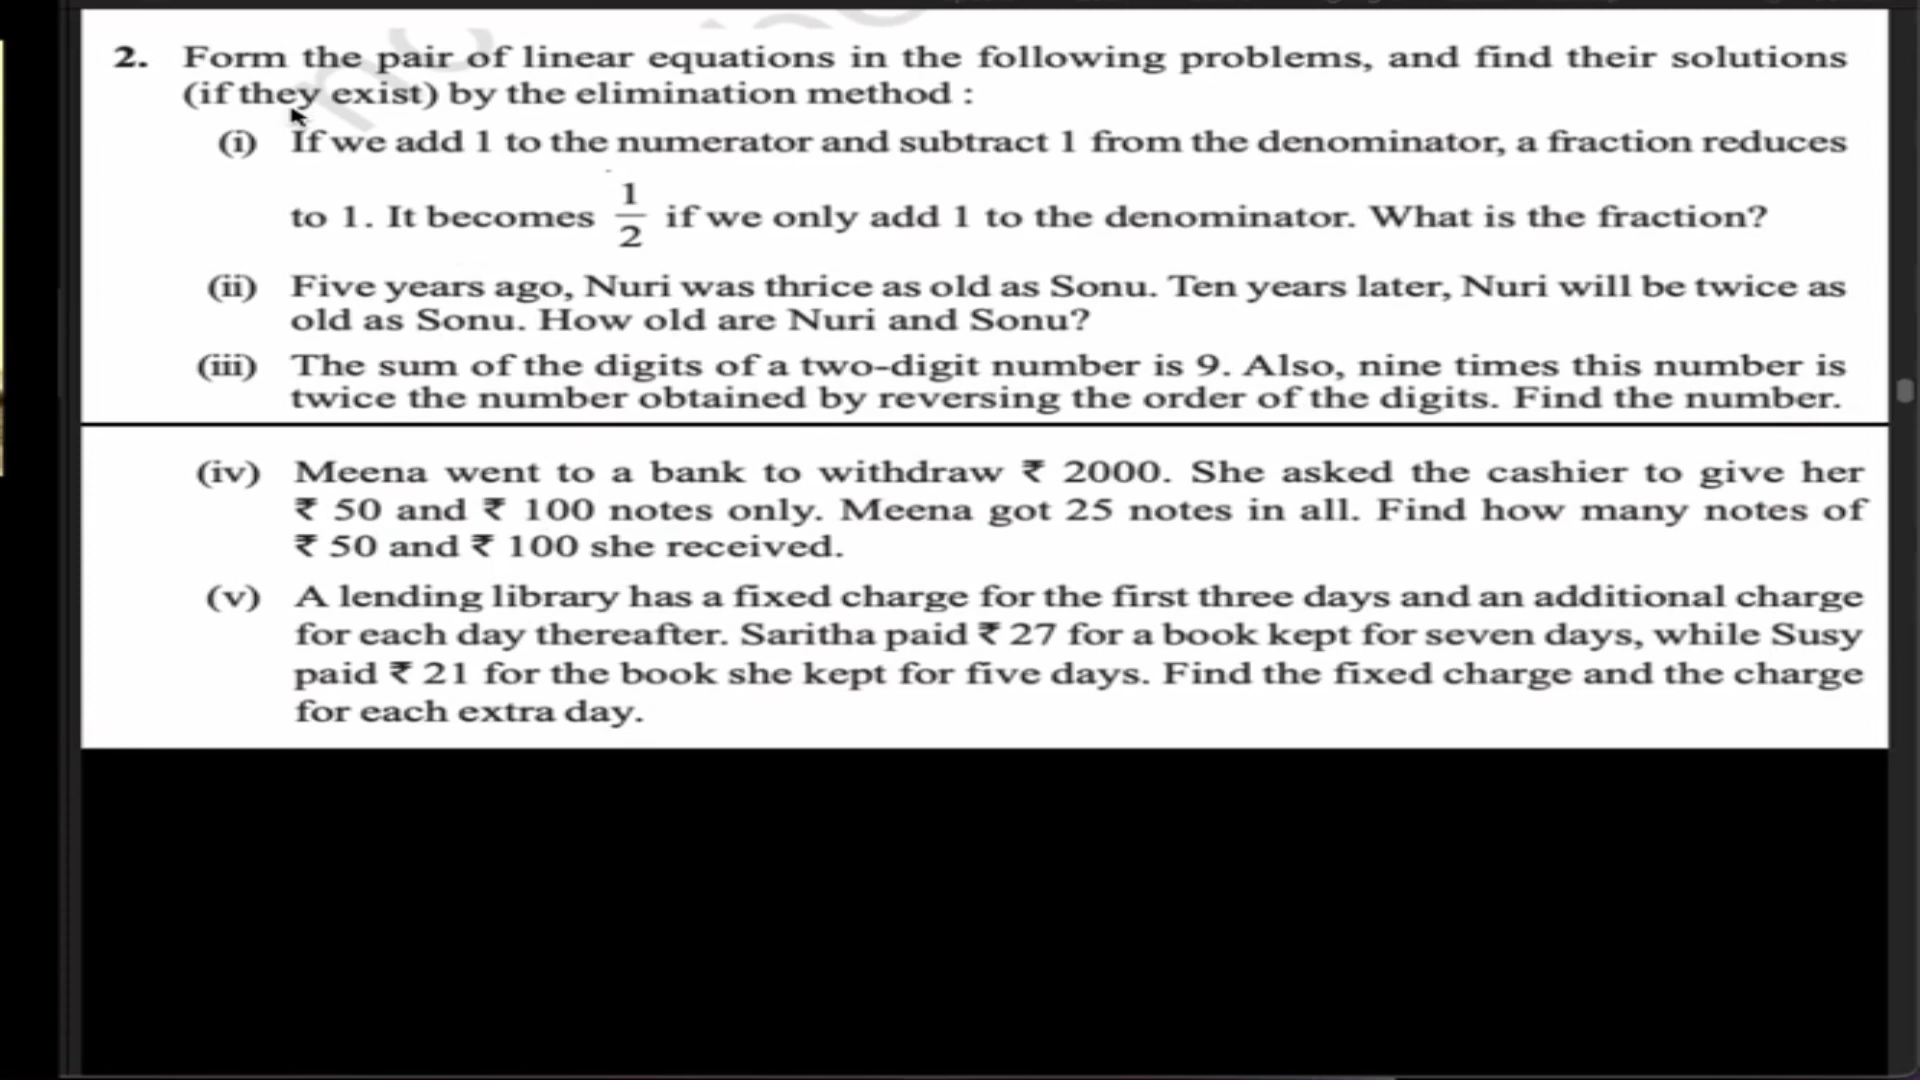 2. Form the pair of linear equations in the following problems, and find their solutions
(if they exist) by the elimination method :
(i) If we add 1 to the numerator and subtract 1 from the denominator, a fraction reduces
to 1. It becomes 1/2 if we only add 1 to the denominator. What is the fraction?
(ii) Five years ago, Nuri was thrice as old as Sonu. Ten years later, Nuri will be twice as
old as Sonu. How old are Nuri and Sonu?
(iii) The sum of the digits of a two-digit number is 9. Also, nine times this number is
twice the number obtained by reversing the order of the digits. Find the number.
(iv) Meena went to a bank to withdraw ₹ 2000. She asked the cashier to give her
₹ 50 and ₹ 100 notes only. Meena got 25 notes in all. Find how many notes of
₹ 50 and ₹ 100 she received.
(v) A lending library has a fixed charge for the first three days and an additional charge
for each day thereafter. Saritha paid ₹ 27 for a book kept for seven days, while Susy
paid ₹ 21 for the book she kept for five days. Find the fixed charge and the charge
for each extra day.